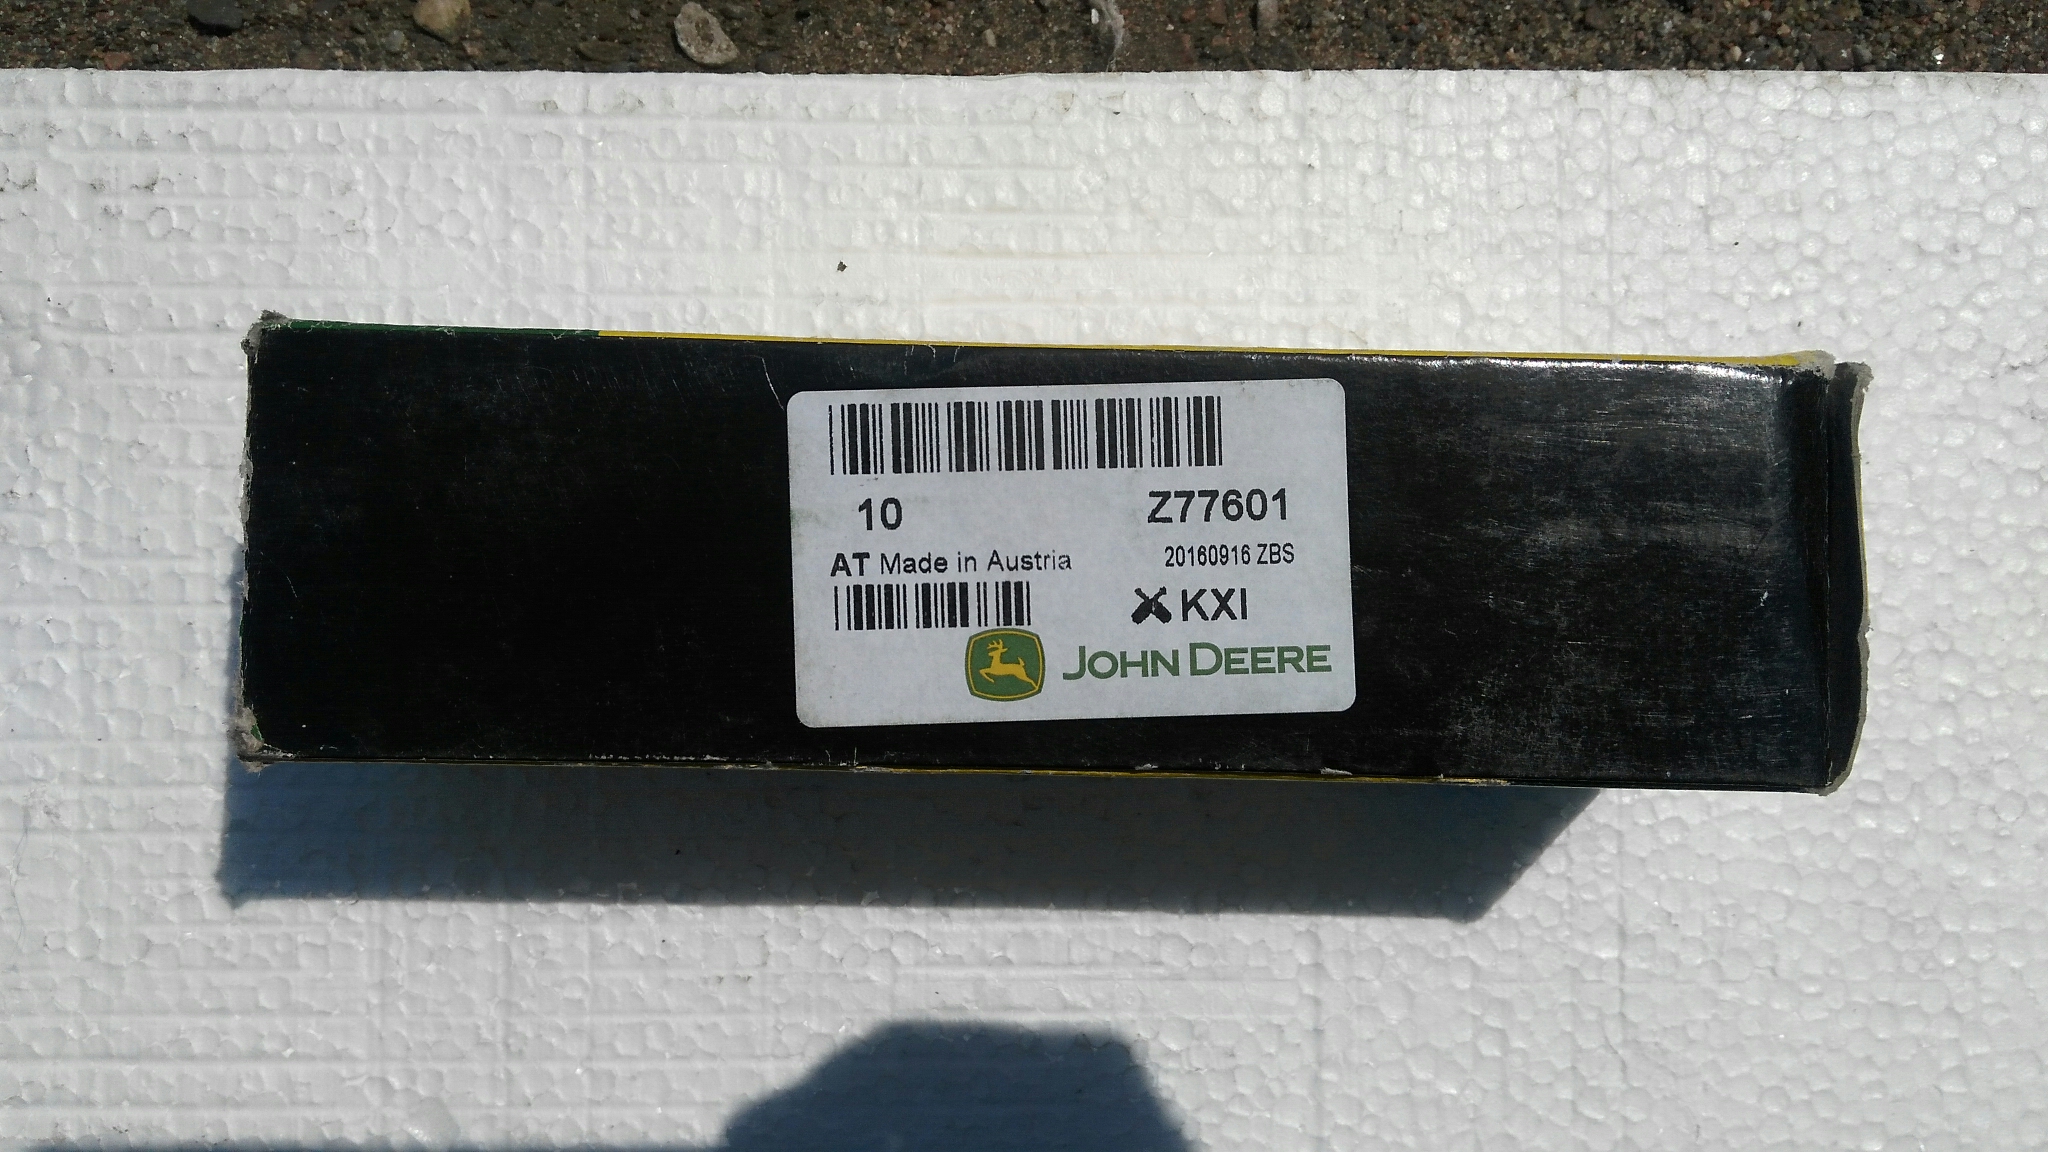 10 Z77601
AT Made in Austria 20160916 ZBS
KXI
JOHN DEERE